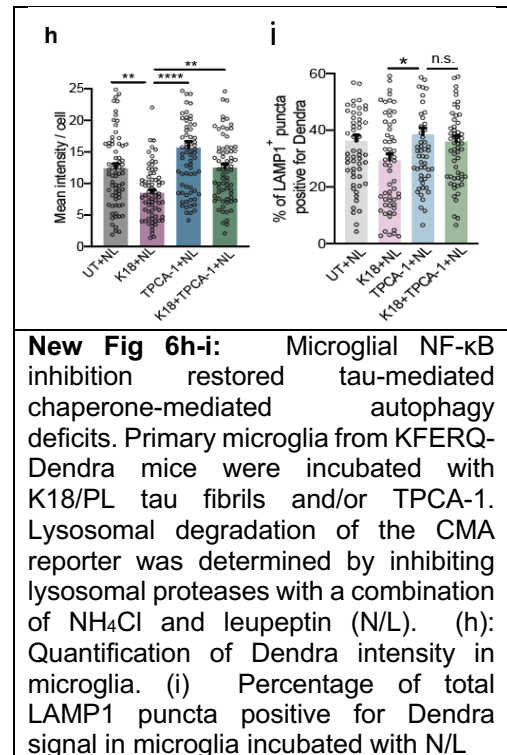 h
i
**
**
****
*
n.s.
Mean intensity / cell
25
20
15
10
5
0
UT+NL
K18+NL
TPCA-1+NL
K18+TPCA-1+NL
% of LAMP1+ puncta
positive for Dendra
60
40
20
0
UT+NL
K18+NL
TPCA-1+NL
K18+TPCA-1+NL
New Fig 6h-i: Microglial NF-κB
inhibition restored tau-mediated
chaperone-mediated autophagy
deficits. Primary microglia from KFERQ-
Dendra mice were incubated with
K18/PL tau fibrils and/or TPCA-1.
Lysosomal degradation of the CMA
reporter was determined by inhibiting
lysosomal proteases with a combination
of NH4Cl and leupeptin (N/L). (h):
Quantification of Dendra intensity in
microglia. (i) Percentage of total
LAMP1 puncta positive for Dendra
signal in microglia incubated with N/L